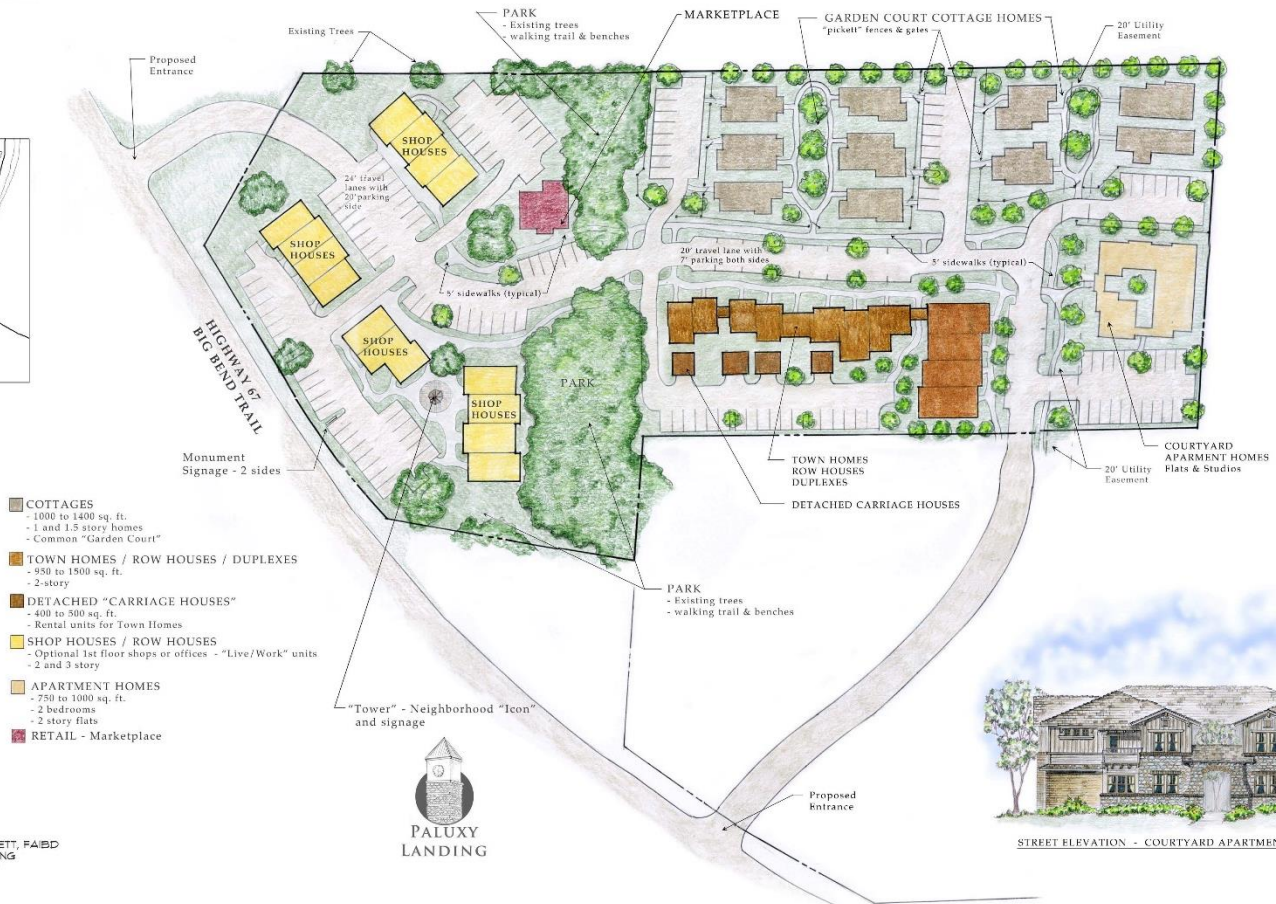 PARK
- Existing trees
- walking trail & benches
MARKETPLACE
GARDEN COURT COTTAGE HOMES
"pickett" fences & gates
20' Utility
Easement
Existing Trees
Proposed
Entrance
SHOP
HOUSES
24' travel
lanes with
20' parking
side
SHOP
HOUSES
20' travel lane with
7' parking both sides
5' sidewalks (typical)
5' sidewalks (typical)
SHOP
HOUSES
HIGHWAY 67
BIG BEND TRAIL
PARK
SHOP
HOUSES
Monument
Signage - 2 sides
TOWN HOMES
ROW HOUSES
DUPLEXES
DETACHED CARRIAGE HOUSES
20' Utility
Easement
COURTYARD
APARMENT HOMES
Flats & Studios
COTTAGES
- 1000 to 1400 sq. ft.
- 1 and 1.5 story homes
- Common "Garden Court"
TOWN HOMES / ROW HOUSES / DUPLEXES
- 950 to 1500 sq. ft.
- 2-story
DETACHED "CARRIAGE HOUSES"
- 400 to 500 sq. ft.
- Rental units for Town Homes
SHOP HOUSES / ROW HOUSES
- Optional 1st floor shops or offices - "Live/Work" units
- 2 and 3 story
APARTMENT HOMES
- 750 to 1000 sq. ft.
- 2 bedrooms
- 2 story flats
RETAIL - Marketplace
PARK
- Existing trees
- walking trail & benches
"Tower" - Neighborhood "Icon"
and signage
PALUXY
LANDING
Proposed
Entrance
STREET ELEVATION - COURTYARD APARTMEN
ETT, FAIBD
NG